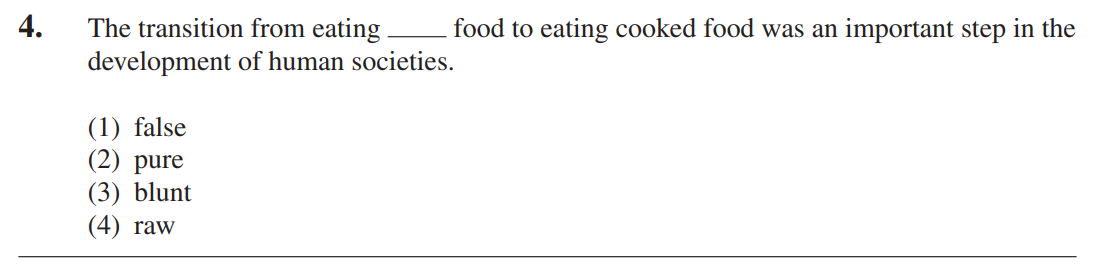 4. The transition from eating ____ food to eating cooked food was an important step in the
development of human societies.
(1) false
(2) pure
(3) blunt
(4) raw